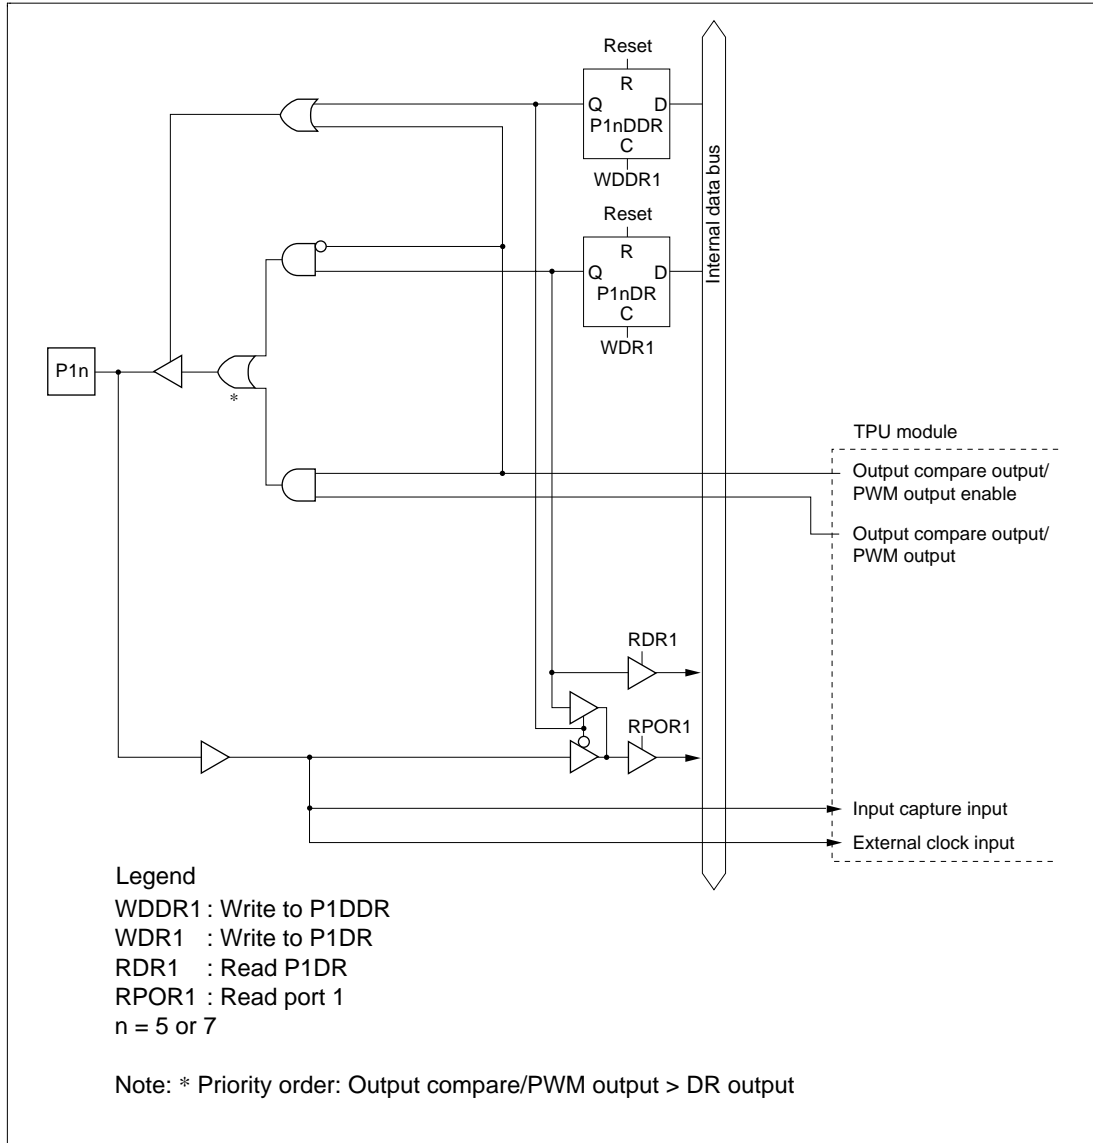 Reset
R
Q D
P1nDDR
C
WDDR1
Reset
R
Q D
P1nDR
C
WDR1
Internal data bus
P1n
*
TPU module
Output compare output/
PWM output enable
Output compare output/
PWM output
RDR1
RPOR1
Input capture input
External clock input
Legend
WDDR1 : Write to P1DDR
WDR1 : Write to P1DR
RDR1 : Read P1DR
RPOR1 : Read port 1
n = 5 or 7
Note: * Priority order: Output compare/PWM output > DR output